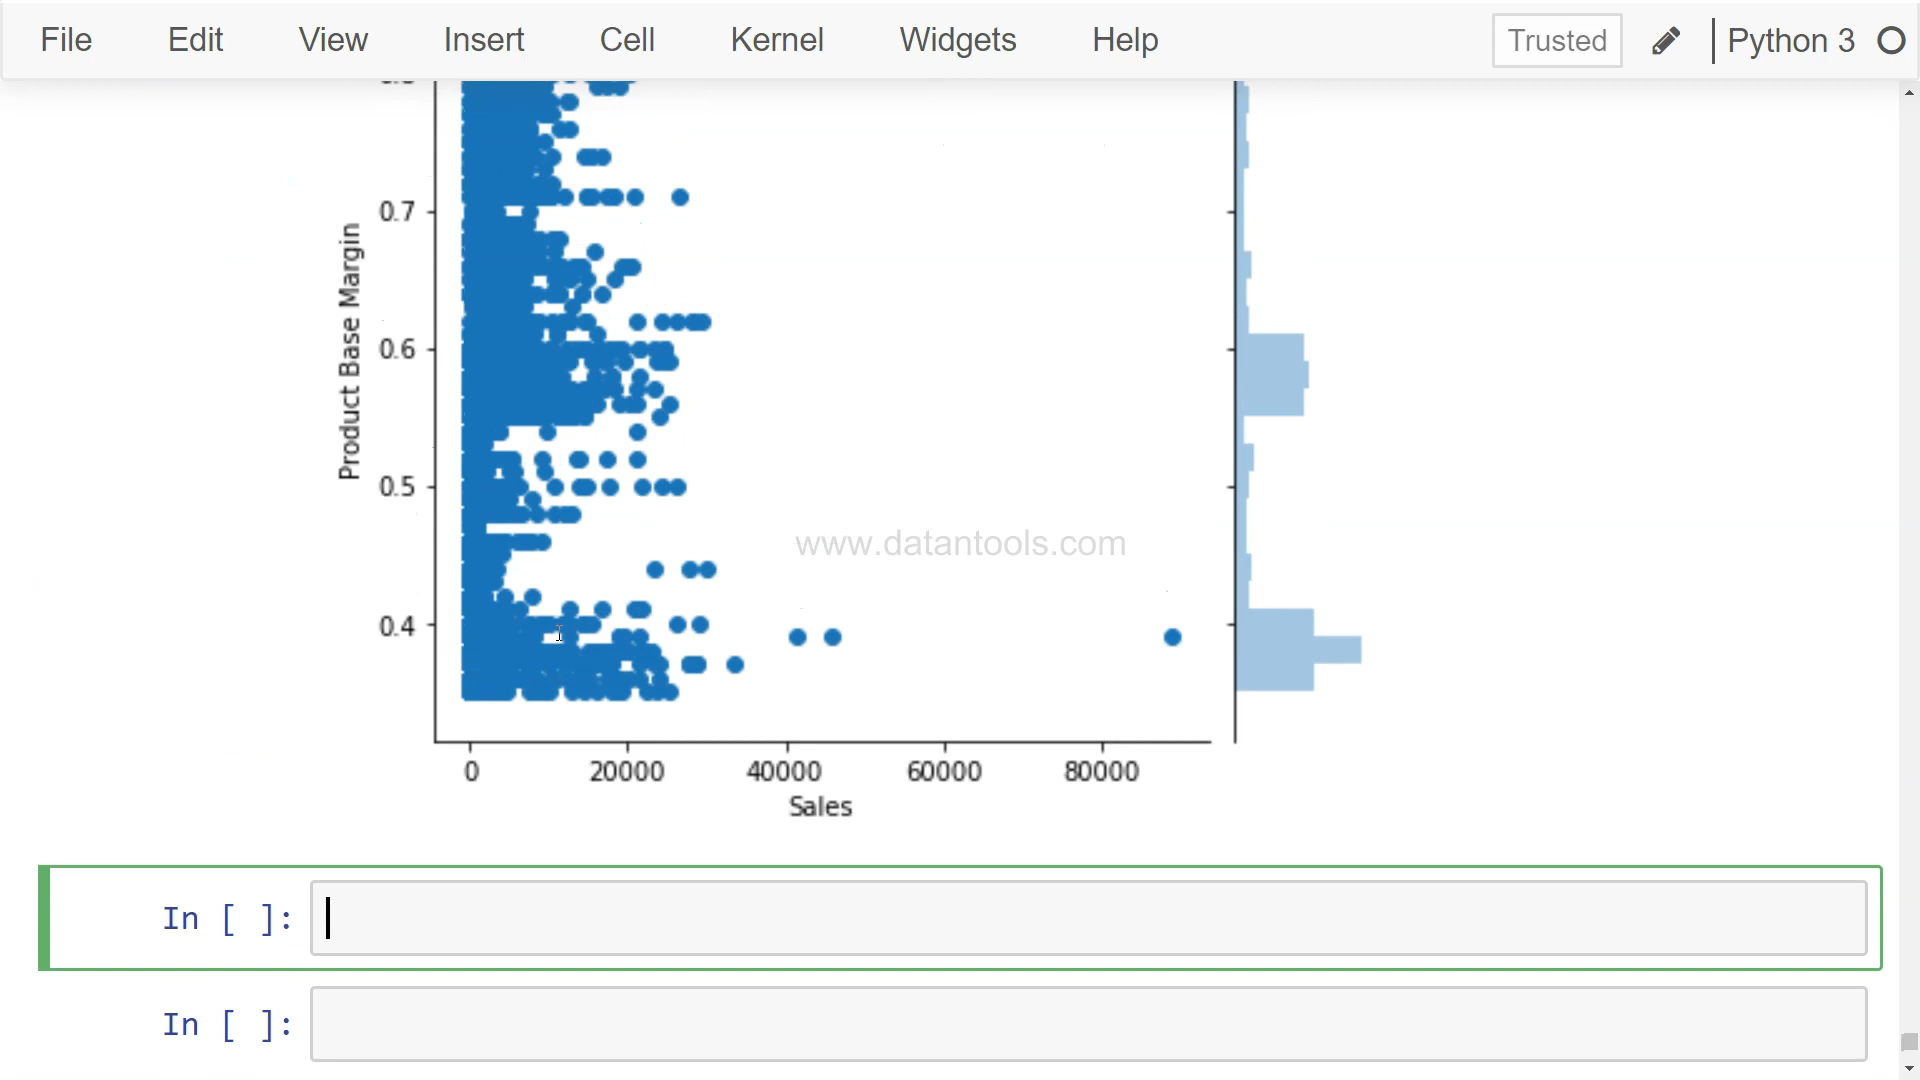 File Edit View Insert Cell Kernel Widgets Help Trusted Python 3
0.7
0.6
0.5
0.4
Product Base Margin
www.datantools.com
0 20000 40000 60000 80000
Sales
In [ ]:
In [ ]: